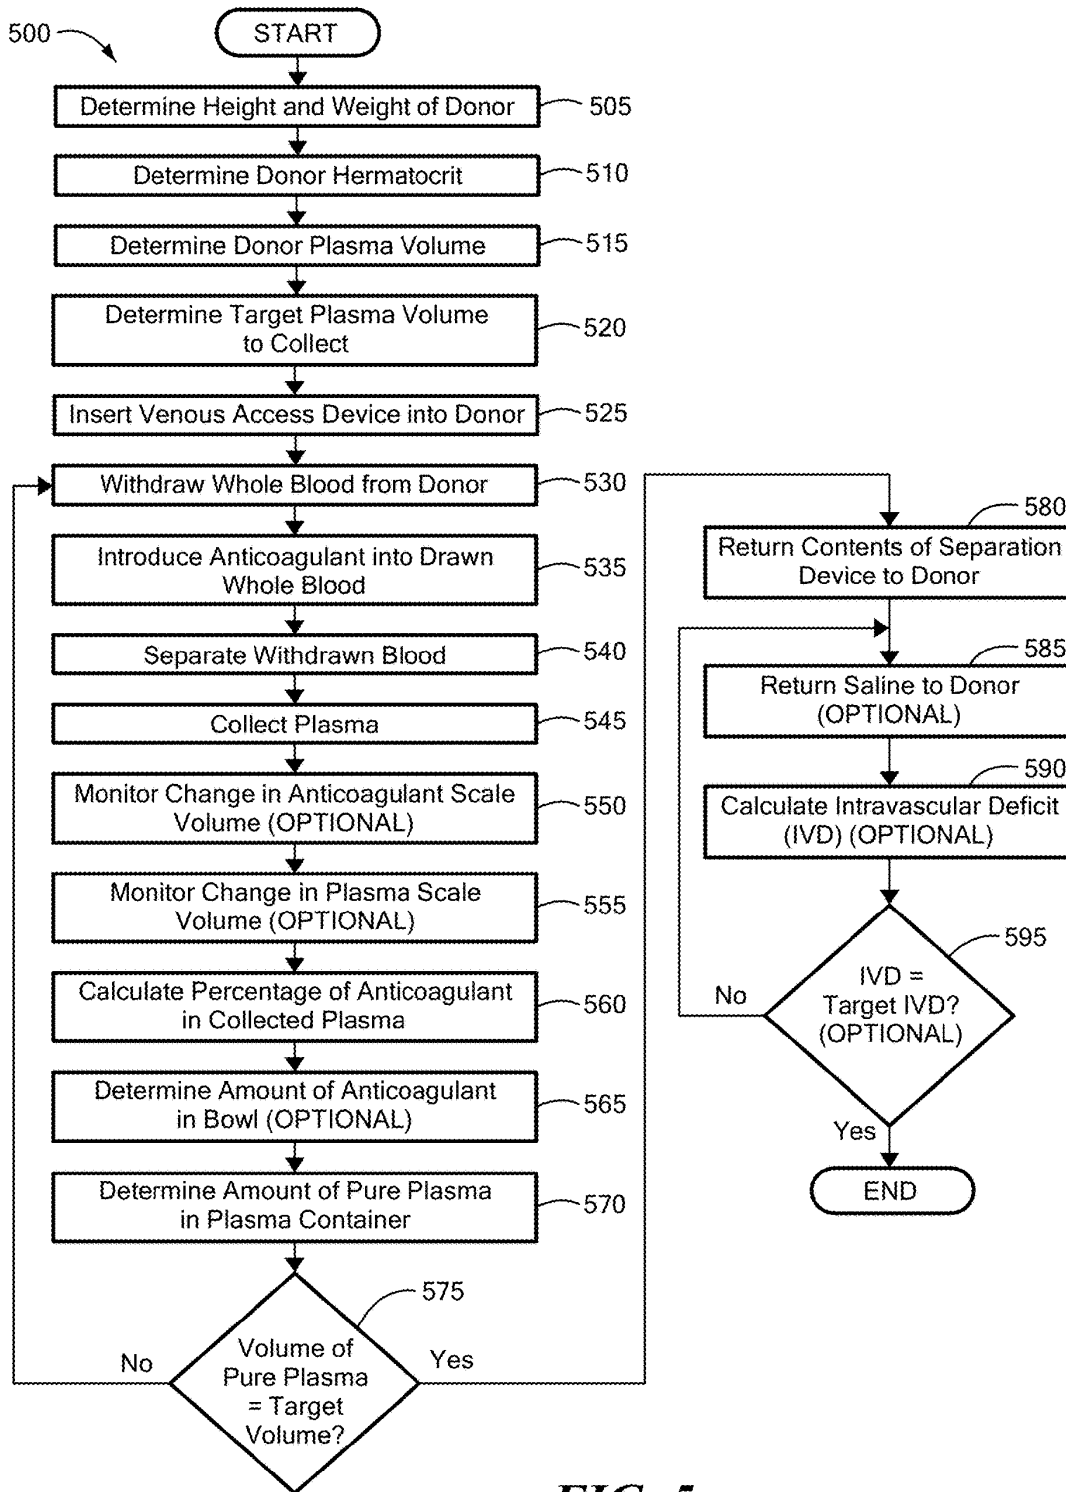 500
START
Determine Height and Weight of Donor
505
Determine Donor Hermatocrit
510
Determine Donor Plasma Volume
515
Determine Target Plasma Volume
to Collect
520
Insert Venous Access Device into Donor
525
Withdraw Whole Blood from Donor
530
Introduce Anticoagulant into Drawn
Whole Blood
535
Separate Withdrawn Blood
540
Collect Plasma
545
Monitor Change in Anticoagulant Scale
Volume (OPTIONAL)
550
Monitor Change in Plasma Scale
Volume (OPTIONAL)
555
Calculate Percentage of Anticoagulant
in Collected Plasma
560
Determine Amount of Anticoagulant
in Bowl (OPTIONAL)
565
Determine Amount of Pure Plasma
in Plasma Container
570
575
Volume of
Pure Plasma
= Target
Volume?
No
Yes
580
Return Contents of Separation
Device to Donor
585
Return Saline to Donor
(OPTIONAL)
590
Calculate Intravascular Deficit
(IVD) (OPTIONAL)
595
IVD =
Target IVD?
(OPTIONAL)
No
Yes
END
FIG. 5